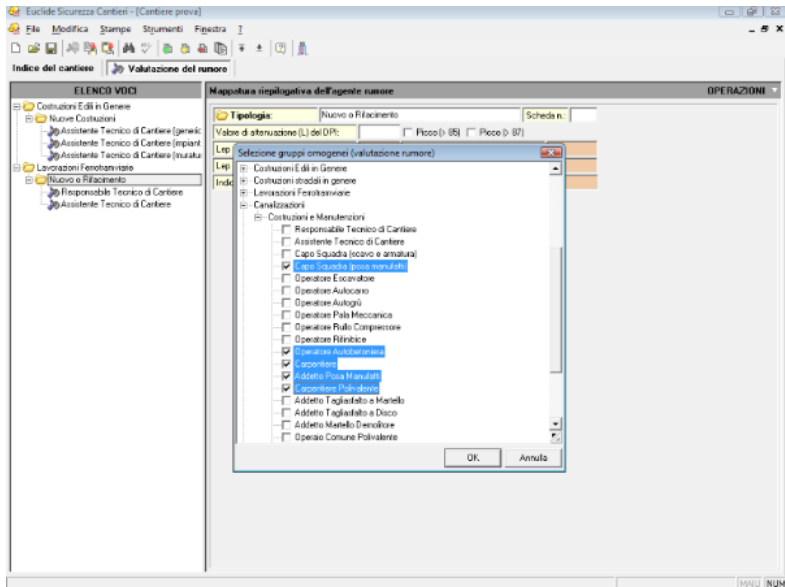 Euclide Sicurezza Cantieri - [Cantiere prova]
File Modifica Stampe Strumenti Finestra ?
Indice del cantiere Valutazione del rumore
ELENCO VOCI
Costruzioni Edili in Genere
Nuove Costruzioni
Assistente Tecnico di Cantiere (generic
Assistente Tecnico di Cantiere (impiant
Assistente Tecnico di Cantiere (muratu
Lavorazioni Ferrotranviarie
Nuovo o Rifacimento
Responsabile Tecnico di Cantiere
Assistente Tecnico di Cantiere
Mappatura riepilogativa dell'agente rumore OPERAZIONI
Tipologia: Nuovo o Rifacimento Scheda n.:
Valore di attenuazione (L) del DPI: Picco (> 85) Picco (> 87)
Lep
Lep
Indic
Selezione gruppi omogenei (valutazione rumore)
Costruzioni Edili in Genere
Costruzioni stradali in genere
Lavorazioni Ferrotranviarie
Canalizzazioni
Costruzioni e Manutenzioni
Responsabile Tecnico di Cantiere
Assistente Tecnico di Cantiere
Capo Squadra (scavo e armatura)
Capo Squadra (posa manufatti)
Operatore Escavatore
Operatore Autocarro
Operatore Autogrù
Operatore Pala Meccanica
Operatore Rullo Compressore
Operatore Rifinitrice
Operatore Autobetoniera
Carpentiere
Addetto Posa Manufatti
Carpentiere Polivalente
Addetto Tagliasfalto a Martello
Addetto Tagliasfalto a Disco
Addetto Martello Demolitore
Operaio Comune Polivalente
OK Annulla
MAIU NUM